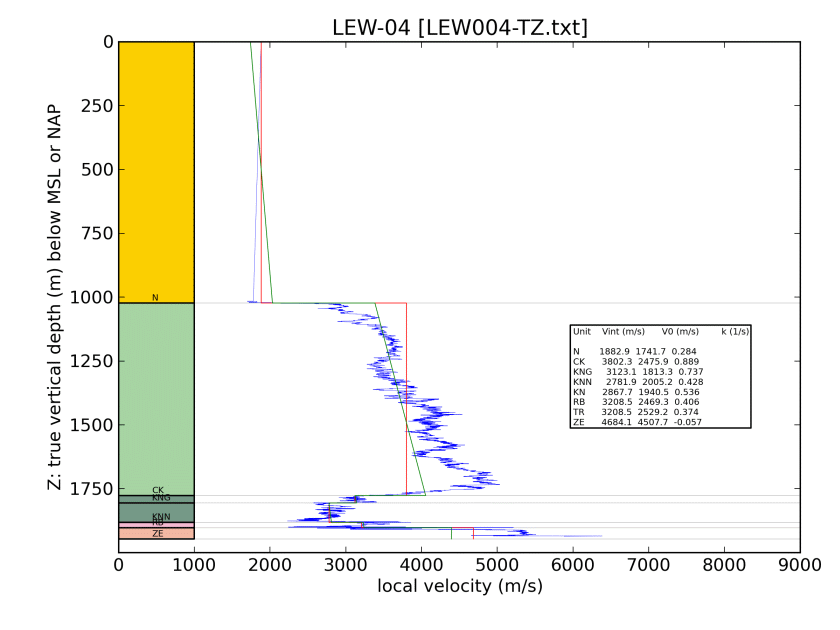 LEW-04 [LEW004-TZ.txt]
0
250
500
750
1000
1250
1500
1750
Z: true vertical depth (m) below MSL or NAP
N
CK
KNG
KNN
RB
ZE
Unit Vint (m/s) V0 (m/s) k (1/s)
N 1882.9 1741.7 0.284
CK 3802.3 2475.9 0.889
KNG 3123.1 1813.3 0.737
KNN 2781.9 2005.2 0.428
KN 2867.7 1940.5 0.536
RB 3208.5 2469.3 0.406
TR 3208.5 2529.2 0.374
ZE 4684.1 4507.7 -0.057
0 1000 2000 3000 4000 5000 6000 7000 8000 9000
local velocity (m/s)